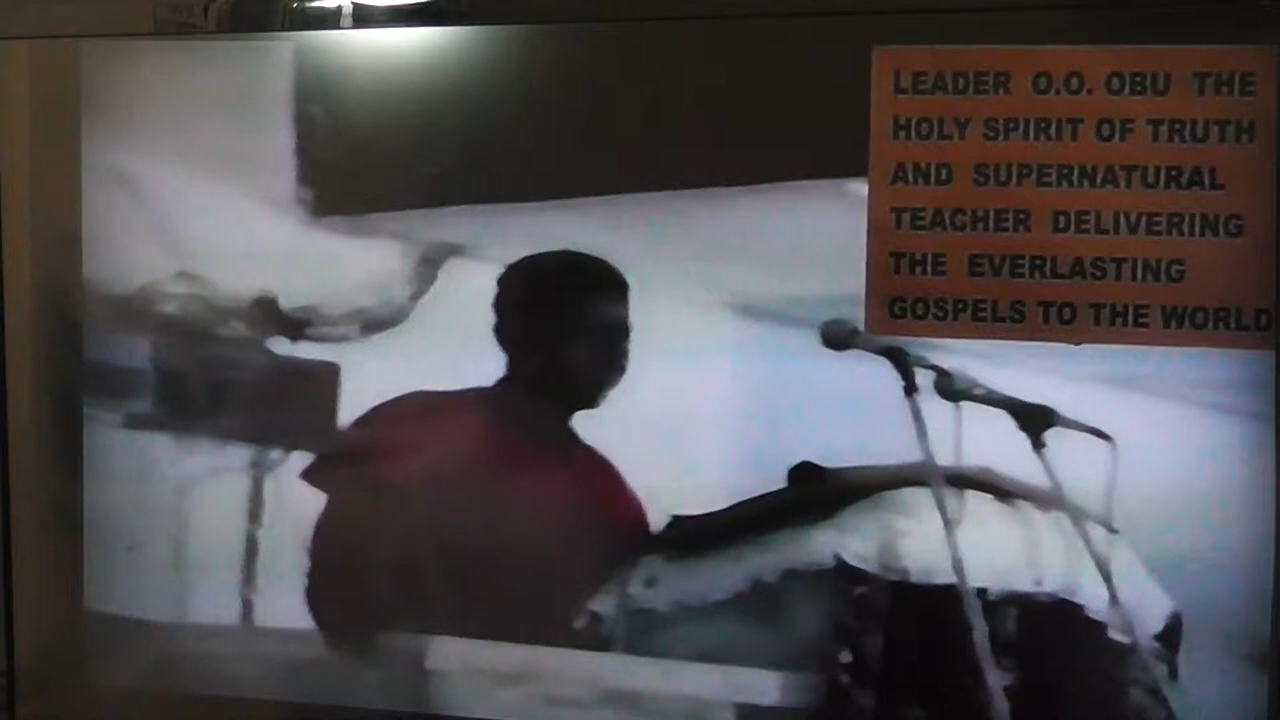 LEADER O.O. OBU THE
HOLY SPIRIT OF TRUTH
AND SUPERNATURAL
TEACHER DELIVERING
THE EVERLASTING
GOSPELS TO THE WORLD